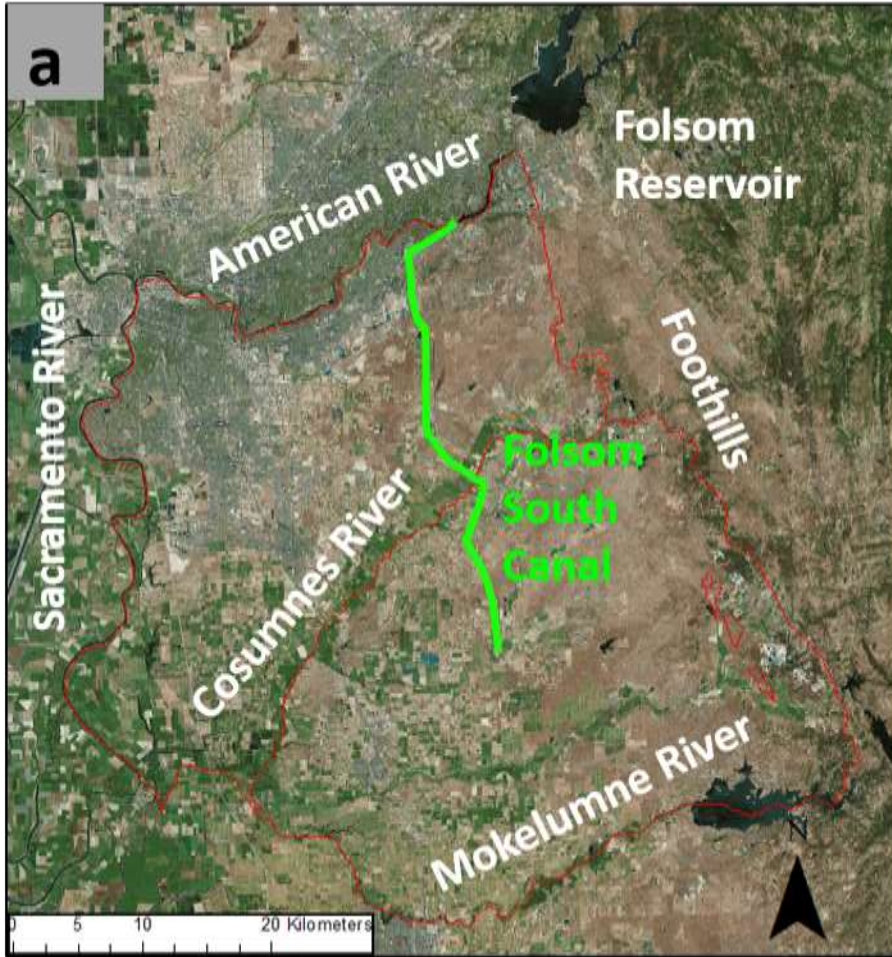 a
Folsom
Reservoir
American River
Sacramento River
Foothills
Folsom
South
Canal
Cosumnes River
Mokelumne River
N
0 5 10 20 Kilometers